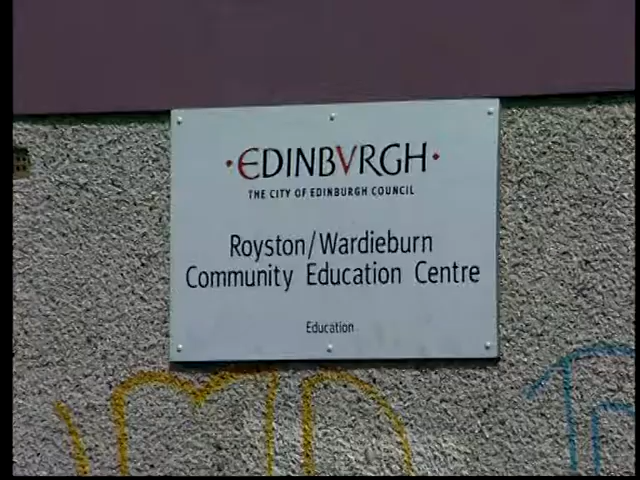 ·EDINBVRGH·
THE CITY OF EDINBURGH COUNCIL
Royston/Wardieburn
Community Education Centre
Education